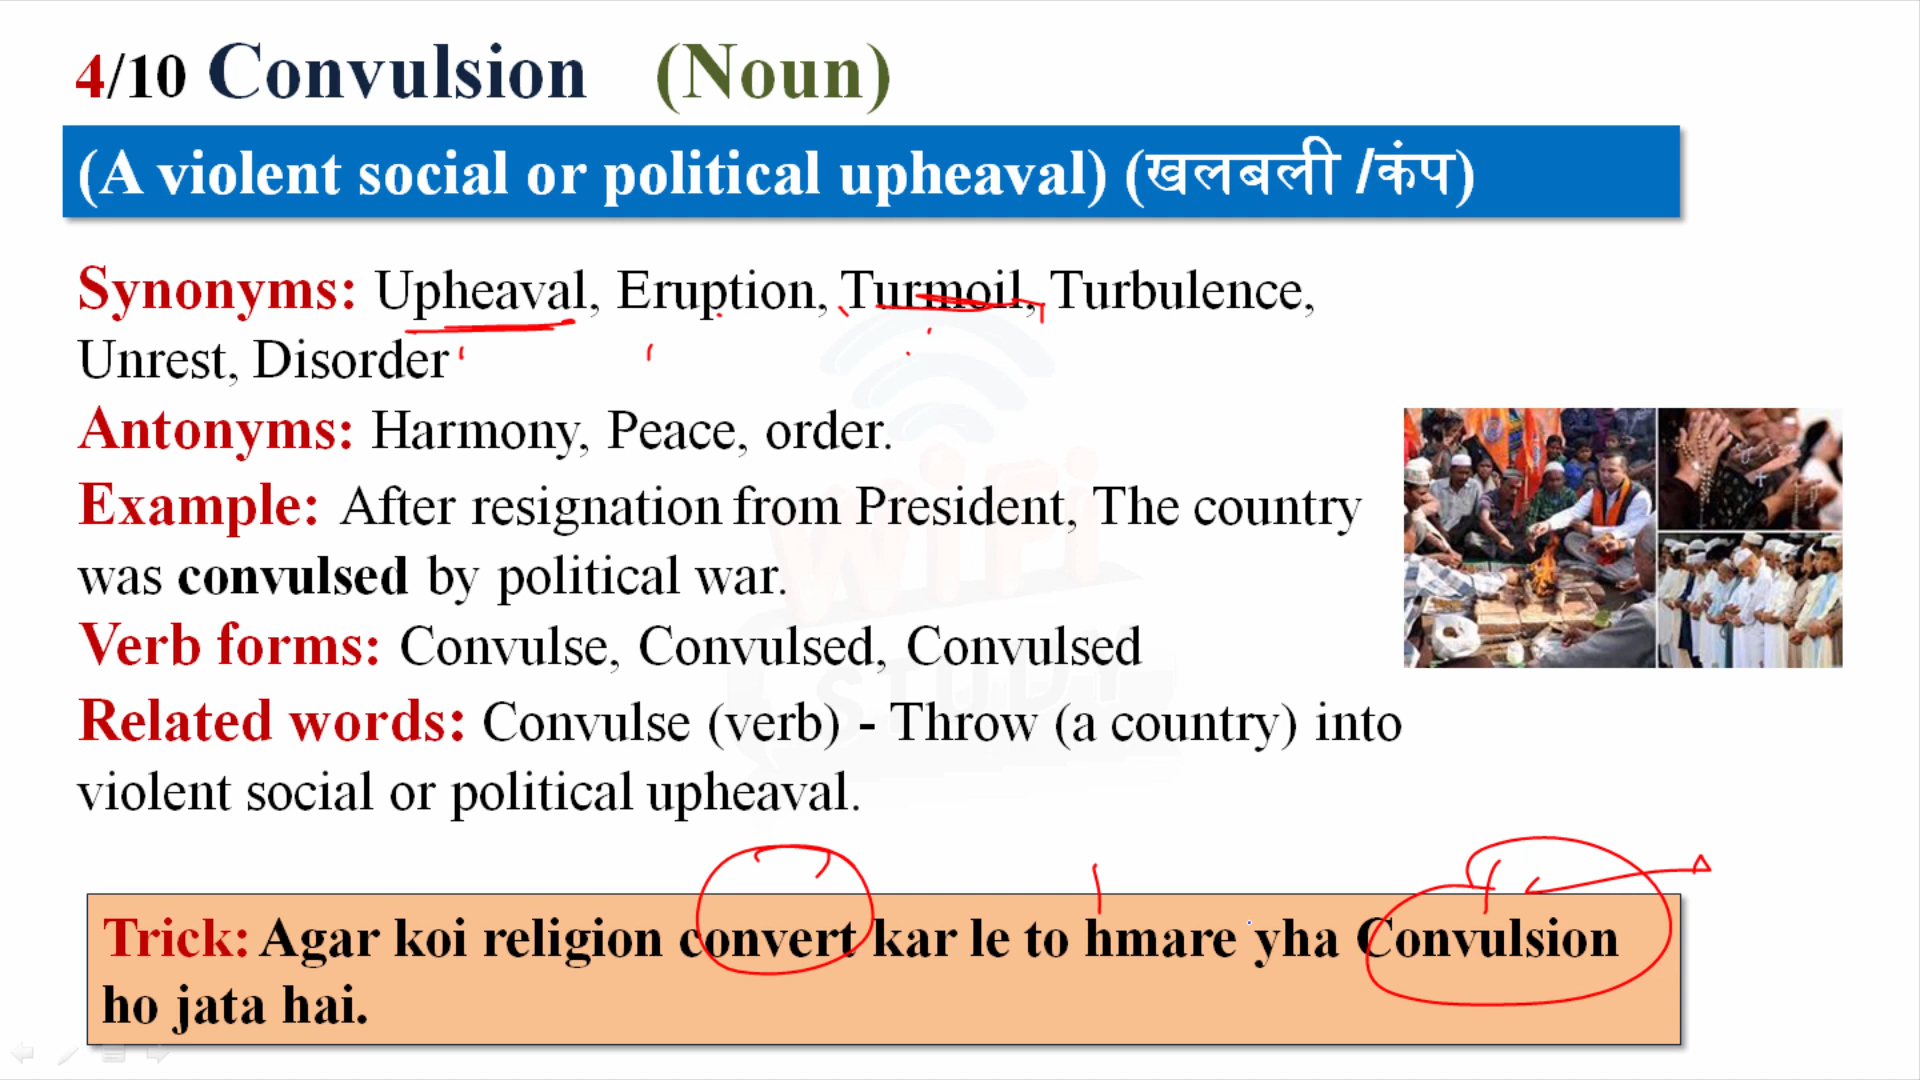 4/10 Convulsion (Noun)
(A violent social or political upheaval) (खलबली /कंप)
Synonyms: Upheaval, Eruption, Turmoil, Turbulence,
Unrest, Disorder
Antonyms: Harmony, Peace, order.
Example: After resignation from President, The country
was convulsed by political war.
Verb forms: Convulse, Convulsed, Convulsed
Related words: Convulse (verb) - Throw (a country) into
violent social or political upheaval.
WiFi
STUDY
Trick: Agar koi religion convert kar le to hmare yha Convulsion
ho jata hai.